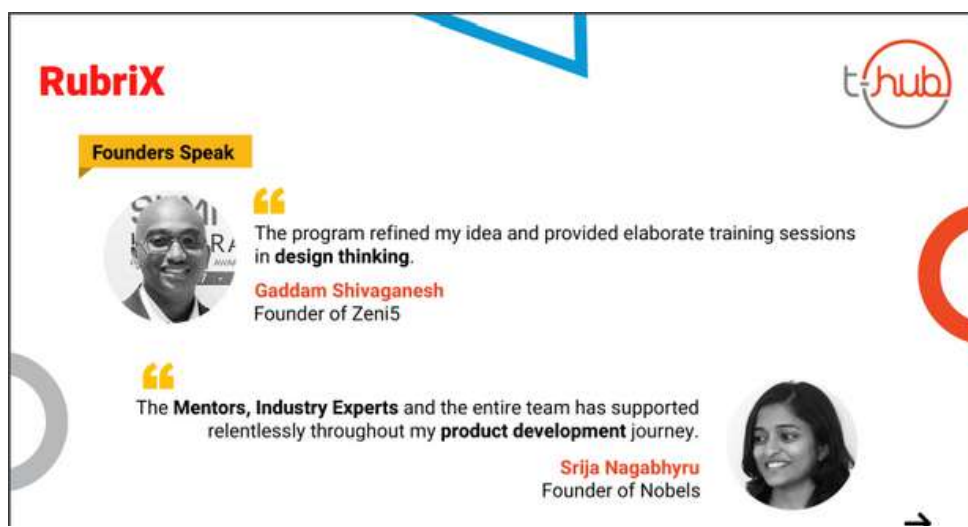 RubriX
t-hub
Founders Speak
The program refined my idea and provided elaborate training sessions
in design thinking.
Gaddam Shivaganesh
Founder of Zeni5
The Mentors, Industry Experts and the entire team has supported
relentlessly throughout my product development journey.
Srija Nagabhyru
Founder of Nobels